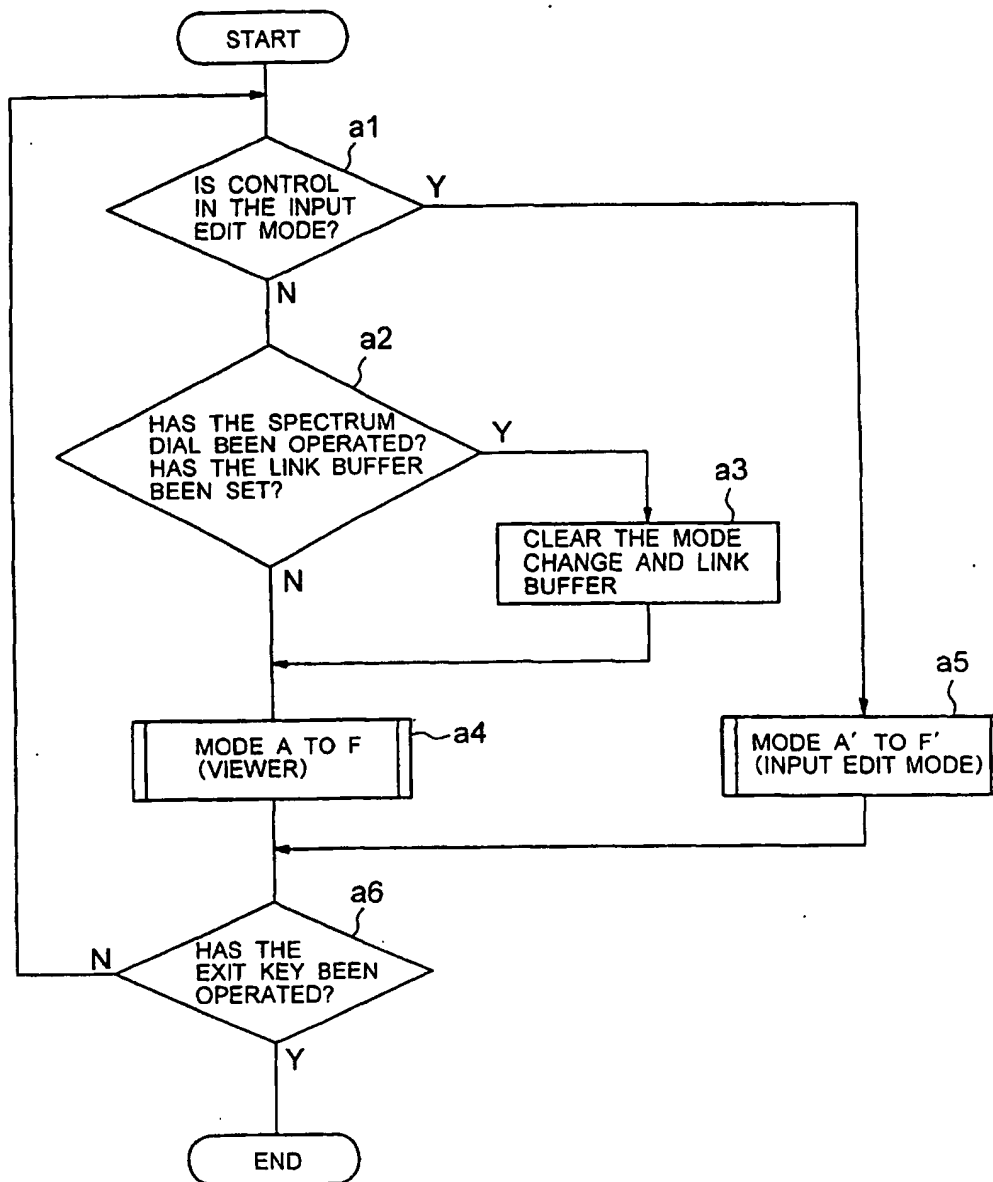 START
a1
IS CONTROL
IN THE INPUT
EDIT MODE?
Y
N
a2
HAS THE SPECTRUM
DIAL BEEN OPERATED?
HAS THE LINK BUFFER
BEEN SET?
Y
N
a3
CLEAR THE MODE
CHANGE AND LINK
BUFFER
a4
MODE A TO F
(VIEWER)
a5
MODE A′ TO F′
(INPUT EDIT MODE)
a6
HAS THE
EXIT KEY BEEN
OPERATED?
N
Y
END